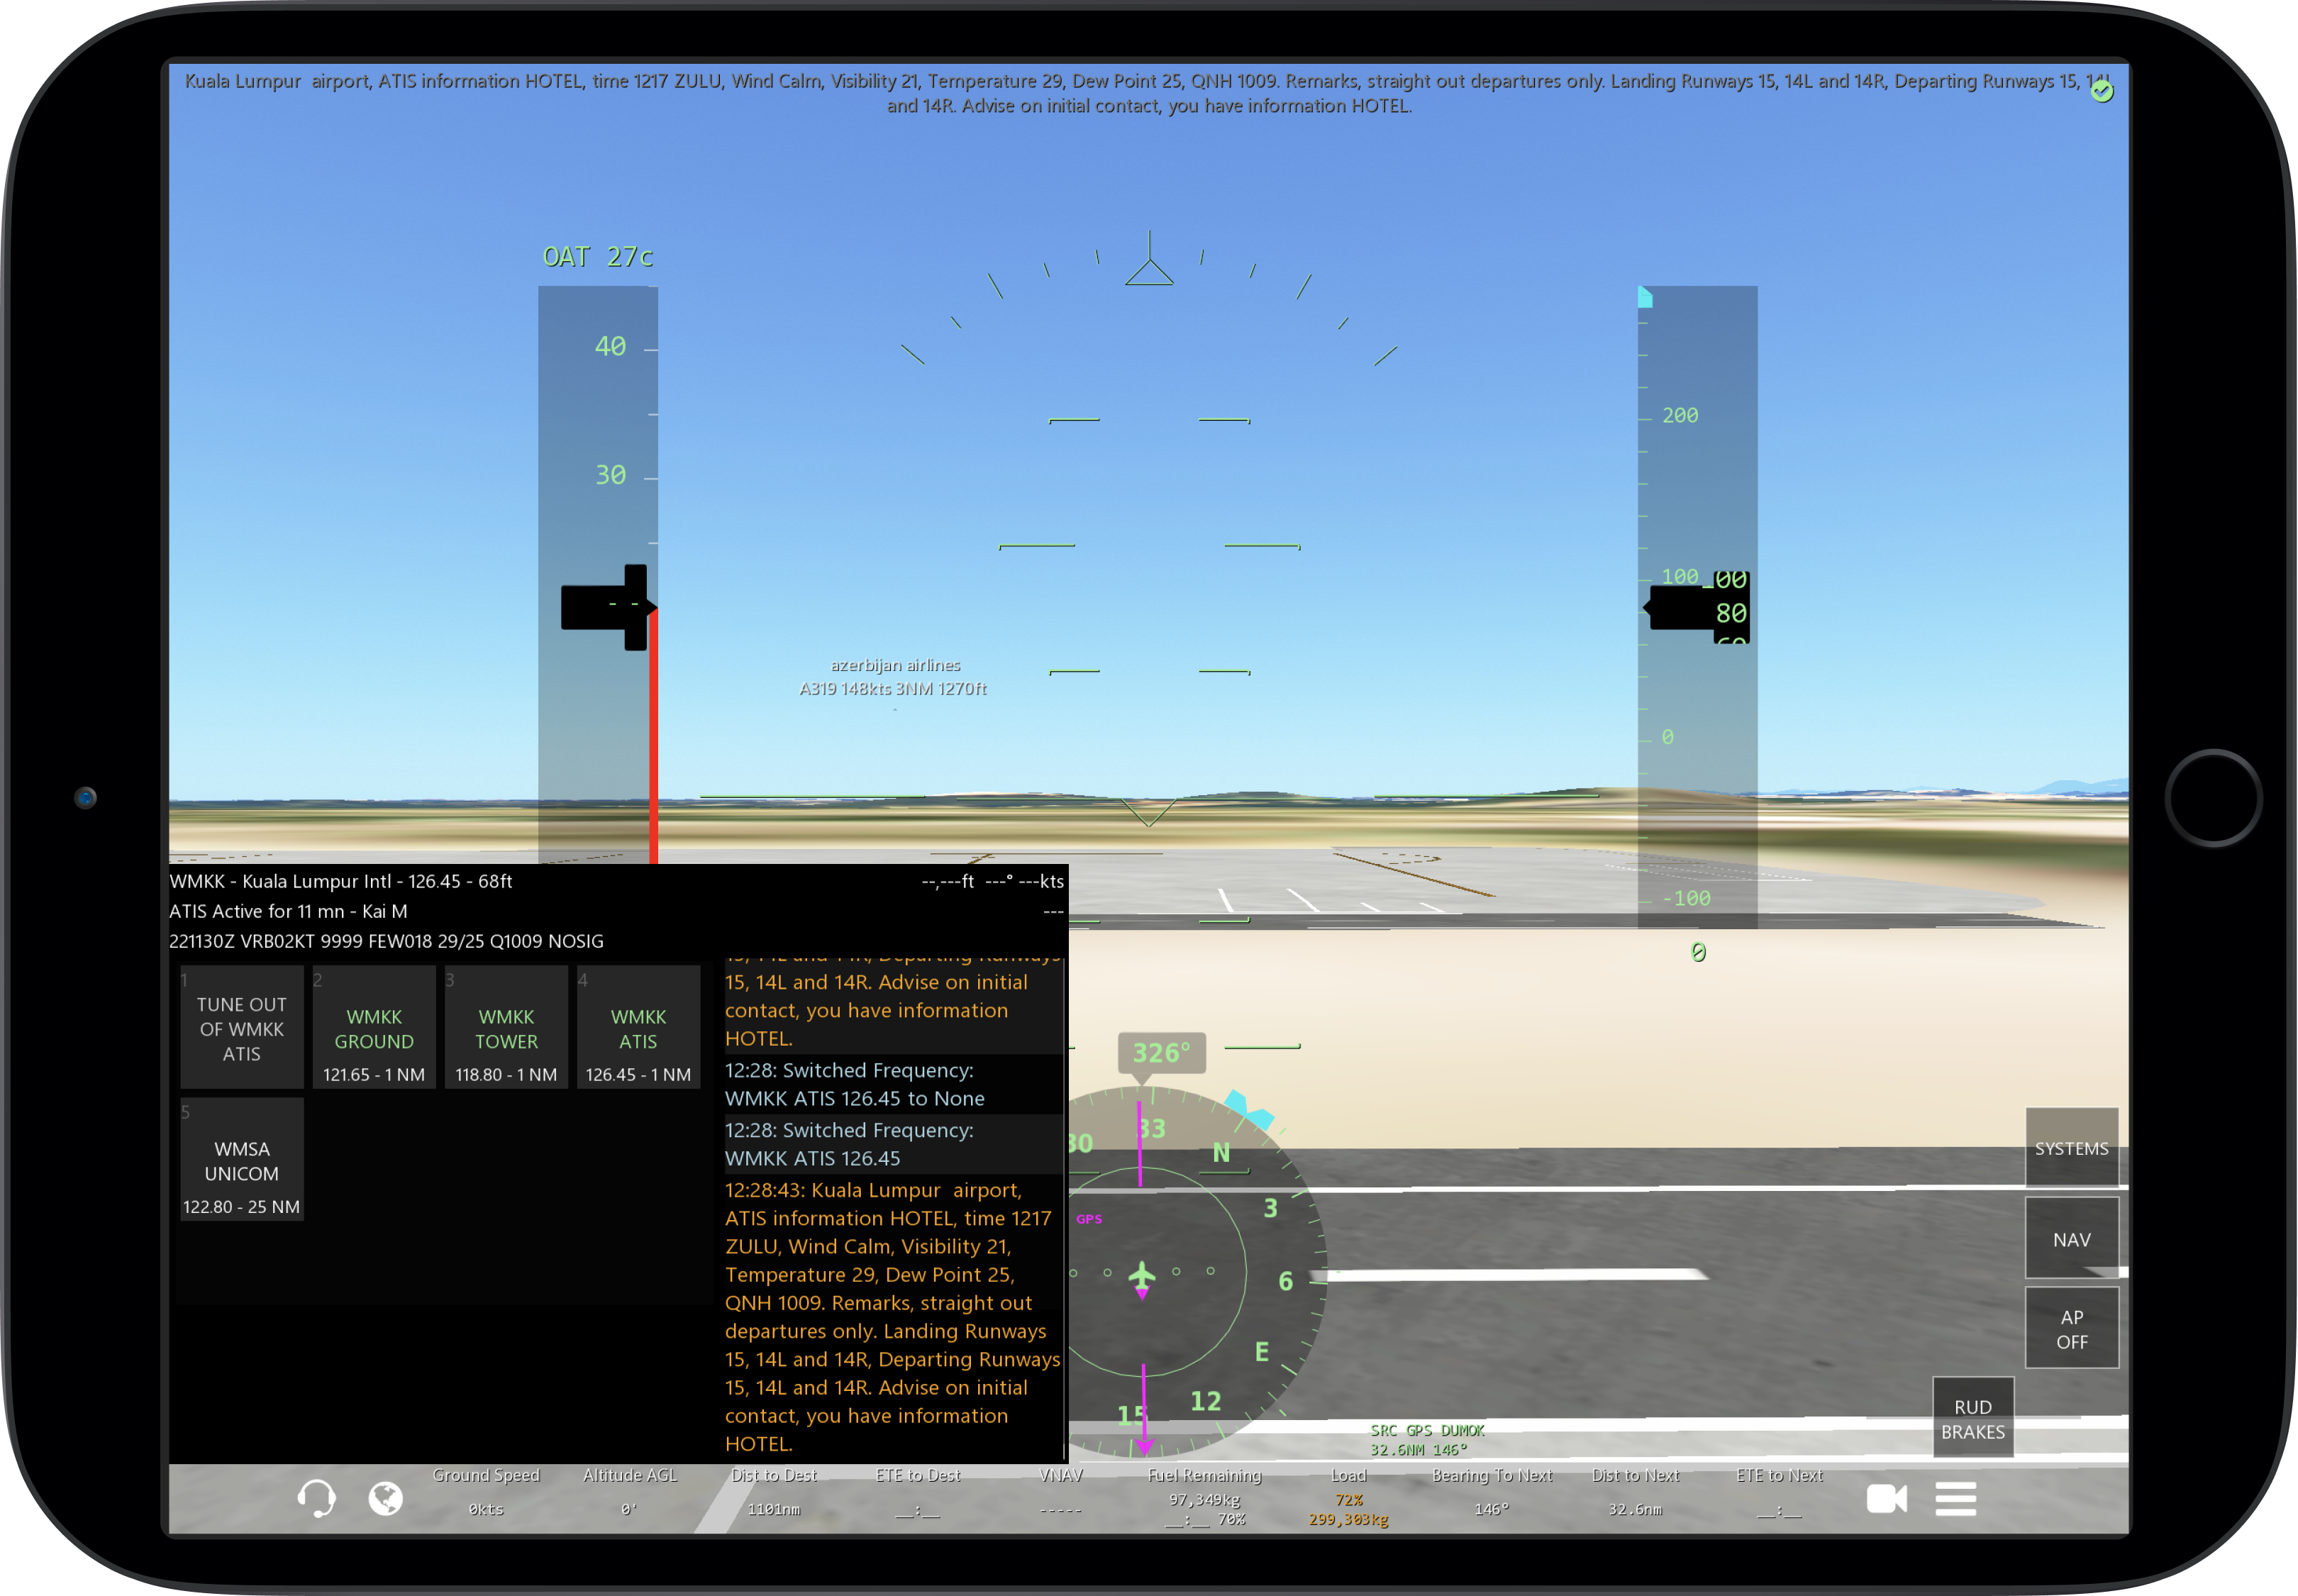 Kuala Lumpur  airport, ATIS information HOTEL, time 1217 ZULU, Wind Calm, Visibility 21, Temperature 29, Dew Point 25, QNH 1009. Remarks, straight out departures only. Landing Runways 15, 14L and 14R, Departing Runways 15, 14L
and 14R. Advise on initial contact, you have information HOTEL.
OAT 27c
40
30
- -
200
100
00
80
60
0
-100
0
azerbijan airlines
A319 148kts 3NM 1270ft
WMKK - Kuala Lumpur Intl - 126.45 - 68ft
--,---ft ---° ---kts
ATIS Active for 11 mn - Kai M
---
221130Z VRB02KT 9999 FEW018 29/25 Q1009 NOSIG
1
TUNE OUT
OF WMKK
ATIS
2
WMKK
GROUND
121.65 - 1 NM
3
WMKK
TOWER
118.80 - 1 NM
4
WMKK
ATIS
126.45 - 1 NM
5
WMSA
UNICOM
122.80 - 25 NM
15, 14L and 14R, Departing Runways
15, 14L and 14R. Advise on initial
contact, you have information
HOTEL.
12:28: Switched Frequency:
WMKK ATIS 126.45 to None
12:28: Switched Frequency:
WMKK ATIS 126.45
12:28:43: Kuala Lumpur  airport,
ATIS information HOTEL, time 1217
ZULU, Wind Calm, Visibility 21,
Temperature 29, Dew Point 25,
QNH 1009. Remarks, straight out
departures only. Landing Runways
15, 14L and 14R, Departing Runways
15, 14L and 14R. Advise on initial
contact, you have information
HOTEL.
326°
30
33
N
3
6
E
12
15
GPS
SRC GPS DUMOK
32.6NM 146°
SYSTEMS
NAV
AP
OFF
RUD
BRAKES
Ground Speed
0kts
Altitude AGL
0'
Dist to Dest
1101nm
ETE to Dest
__:__
VNAV
-----
Fuel Remaining
97,349kg
__:__ 70%
Load
72%
299,303kg
Bearing To Next
146°
Dist to Next
32.6nm
ETE to Next
__:__